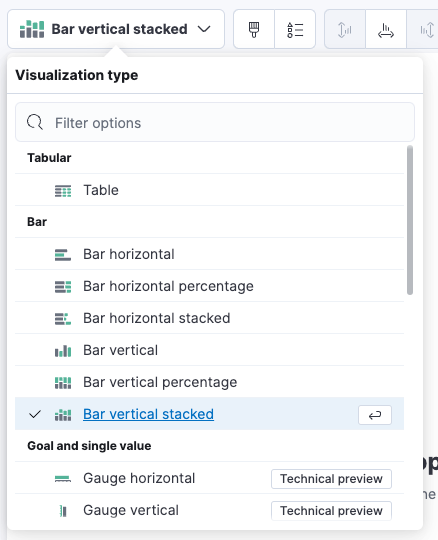 Bar vertical stacked
Visualization type
Filter options
Tabular
Table
Bar
Bar horizontal
Bar horizontal percentage
Bar horizontal stacked
Bar vertical
Bar vertical percentage
Bar vertical stacked
Goal and single value
Gauge horizontal Technical preview
Gauge vertical Technical preview